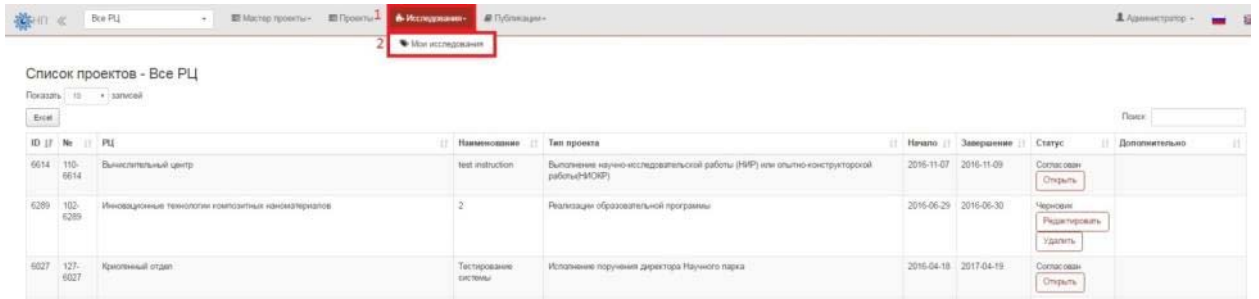 НП Все РЦ Мастер проекты Проекты 1 Исследования Публикации Администратор
2 Мои исследования
Список проектов - Все РЦ
Показать 10 записей
Excel Поиск
ID № РЦ Наименование Тип проекта Начало Завершение Статус Дополнительно
6614 110-6614 Вычислительный центр test instruction Выполнение научно-исследовательской работы (НИР) или опытно-конструкторской
работы(НИОКР) 2016-11-07 2016-11-09 Согласован
Открыть
6289 102-6289 Инновационные технологии композитных наноматериалов 2 Реализации образовательной программы 2016-06-29 2016-06-30 Черновик
Редактировать
Удалить
6027 127-6027 Криогенный отдел Тестирование системы Исполнение поручения директора Научного парка 2016-04-18 2017-04-19 Согласован
Открыть